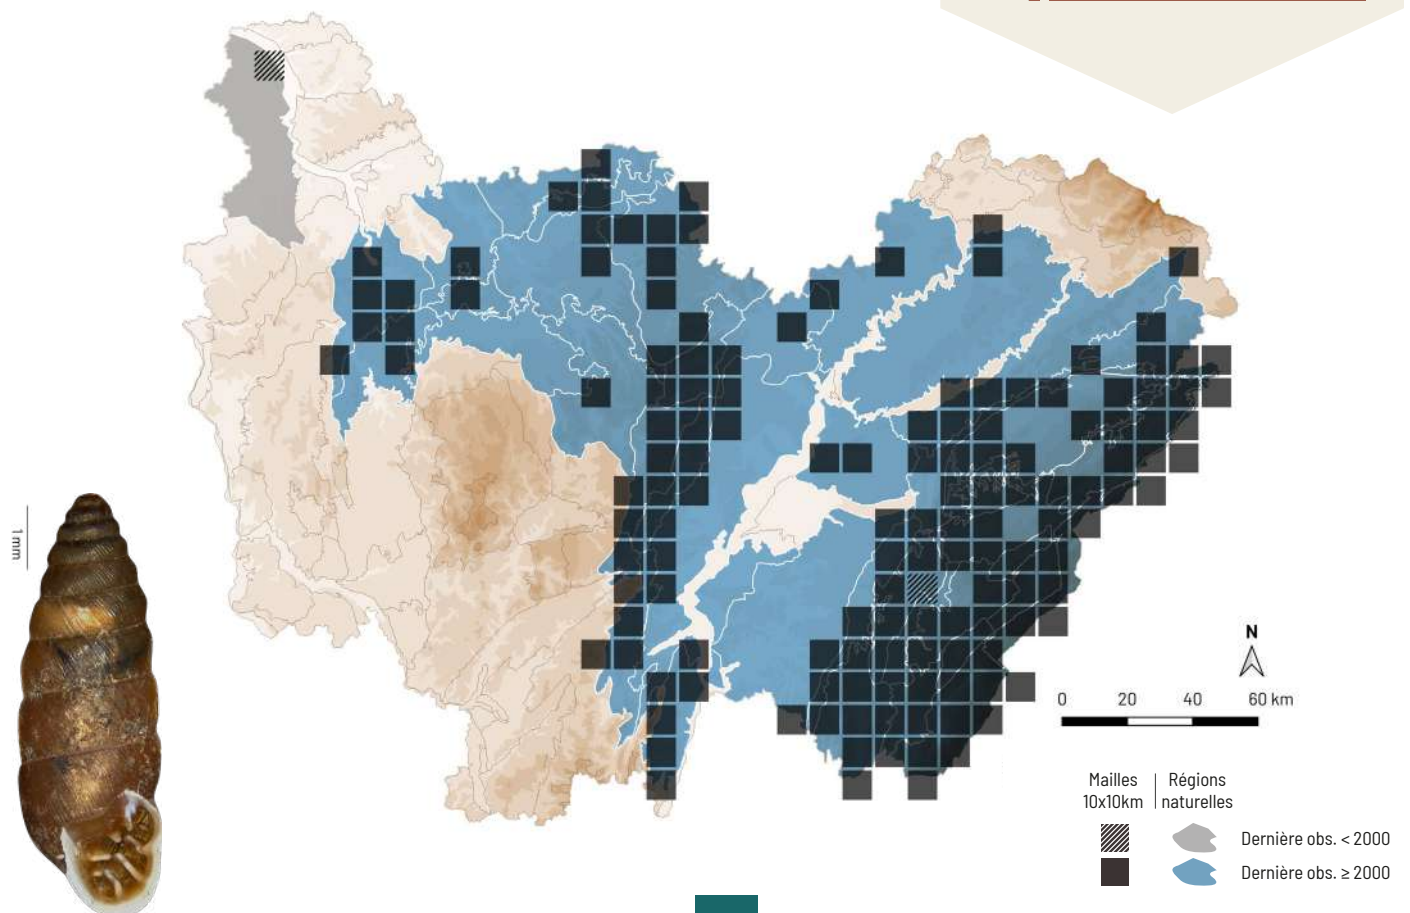 1 mm
N
0 20 40 60 km
Mailles
10x10km
Régions
naturelles
Dernière obs. < 2000
Dernière obs. ≥ 2000